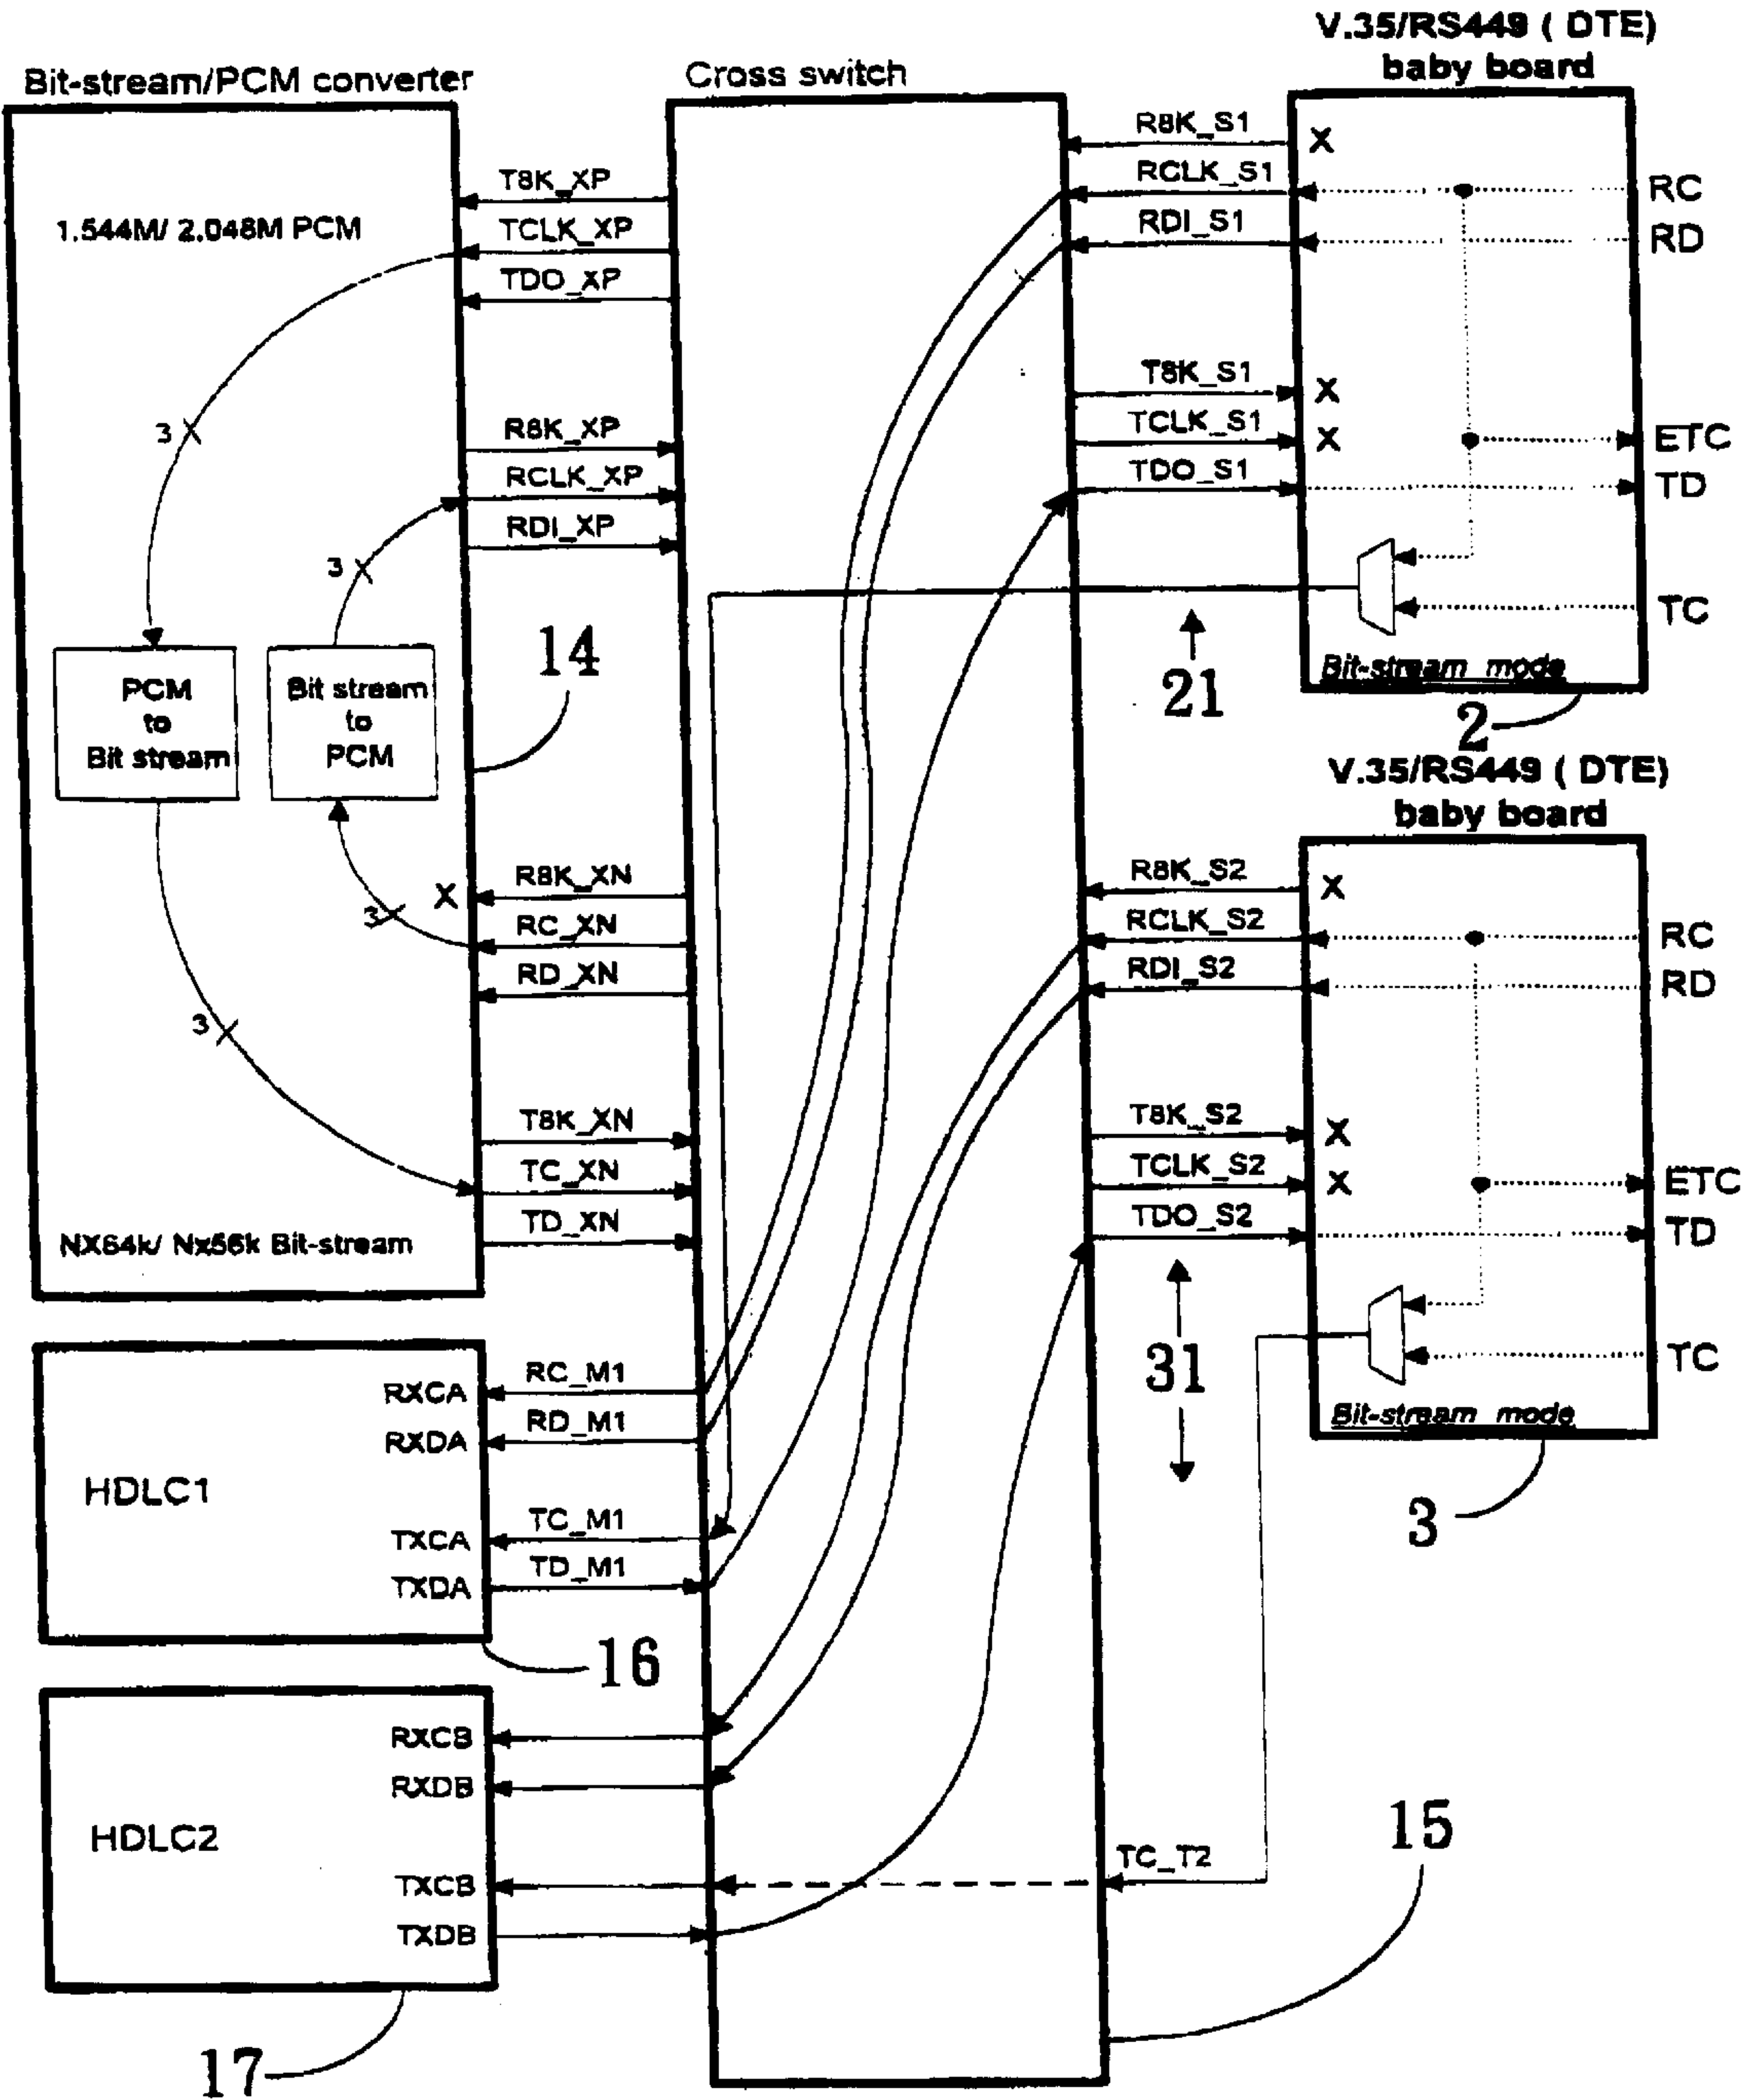 V.35/RS449 ( DTE)
baby board
Bit-stream/PCM converter
Cross switch
R8K_S1
X
T8K_XP
RCLK_S1
RC
1.544M/ 2.048M PCM
TCLK_XP
RDI_S1
RD
TDO_XP
T8K_S1
X
3
R8K_XP
TCLK_S1
X
ETC
RCLK_XP
TDO_S1
TD
RDI_XP
3
TC
14
Bit-stream mode
PCM
to
Bit stream
Bit stream
to
PCM
21
2
V.35/RS449 ( DTE)
baby board
R8K_XN
X
R8K_S2
X
3
RC_XN
RCLK_S2
RC
RD_XN
RDI_S2
RD
3
T8K_XN
T8K_S2
X
TC_XN
TCLK_S2
X
ETC
TD_XN
TDO_S2
TD
NX64k/ Nx56k Bit-stream
31
TC
RC_M1
RXCA
RD_M1
RXDA
Bit-stream mode
HDLC1
3
TC_M1
TXCA
TD_M1
TXDA
16
RXCB
RXDB
HDLC2
15
TC_T2
TXCB
TXDB
17